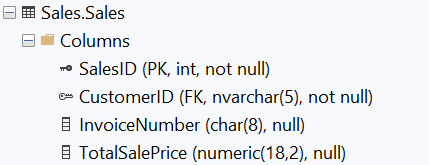 Sales.Sales
Columns
SalesID (PK, int, not null)
CustomerID (FK, nvarchar(5), not null)
InvoiceNumber (char(8), null)
TotalSalePrice (numeric(18,2), null)